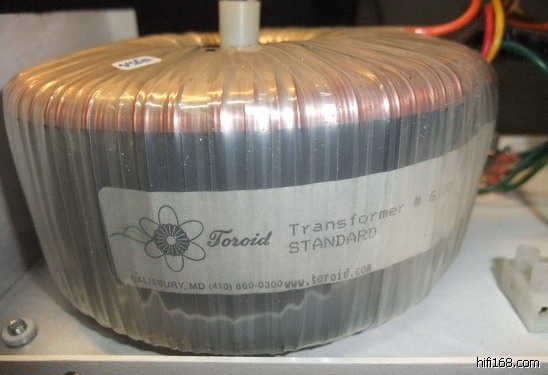 Toroid
Transformer #
STANDARD
SALISBURY, MD (410) 860-0300 www.toroid.com
hifi168.com